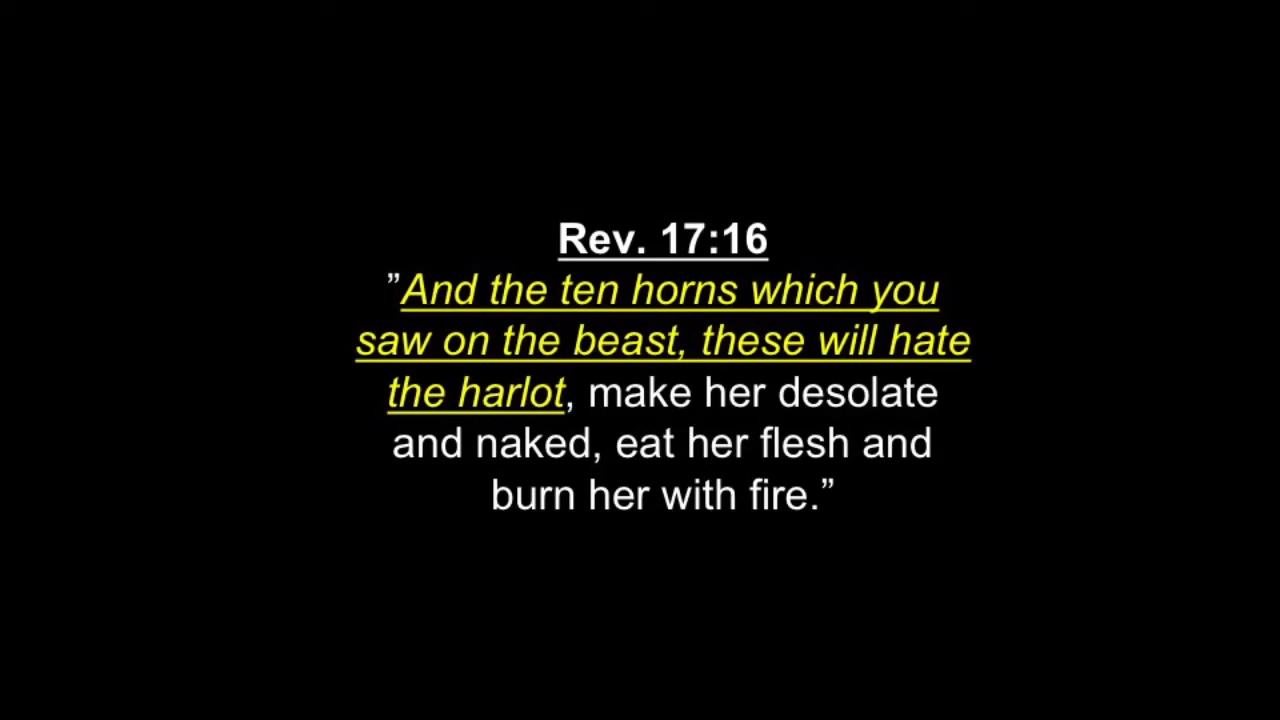 Rev. 17:16
”And the ten horns which you
saw on the beast, these will hate
the harlot, make her desolate
and naked, eat her flesh and
burn her with fire.”